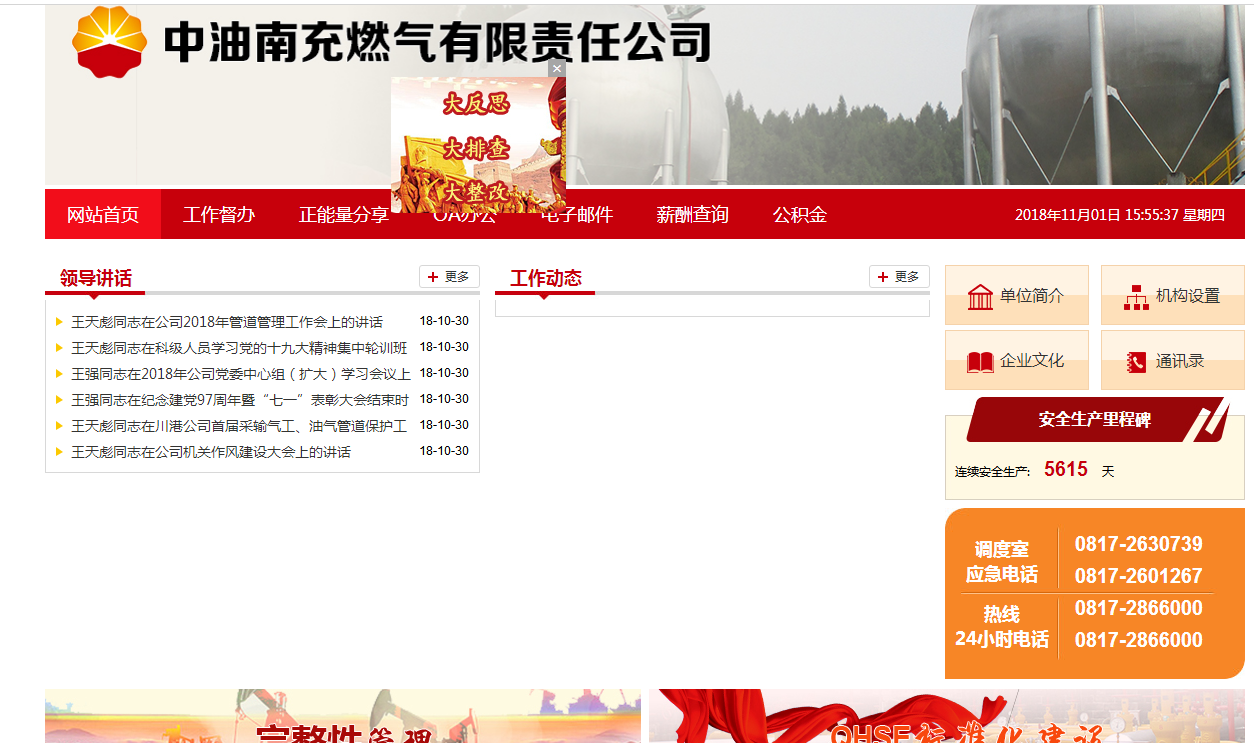 中油南充燃气有限责任公司
大反思
大排查
大整改
网站首页 工作督办 正能量分享 OA办公 电子邮件 薪酬查询 公积金 2018年11月01日 15:55:37 星期四
领导讲话 更多
王天彪同志在公司2018年管道管理工作会上的讲话 18-10-30
王天彪同志在科级人员学习党的十九大精神集中轮训班 18-10-30
王强同志在2018年公司党委中心组（扩大）学习会议上 18-10-30
王强同志在纪念建党97周年暨“七一”表彰大会结束时 18-10-30
王天彪同志在川港公司首届采输气工、油气管道保护工 18-10-30
王天彪同志在公司机关作风建设大会上的讲话 18-10-30
工作动态 更多
单位简介 机构设置
企业文化 通讯录
安全生产里程碑
连续安全生产: 5615 天
调度室
应急电话
0817-2630739
0817-2601267
热线
24小时电话
0817-2866000
0817-2866000
完整性管理
QHSE标准化建设